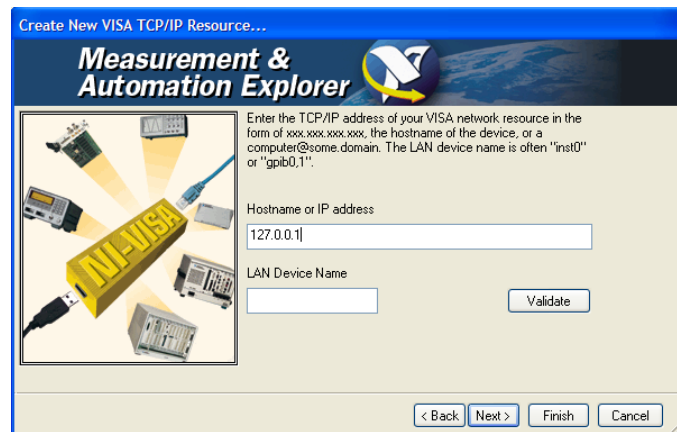 Create New VISA TCP/IP Resource...
Measurement &
Automation Explorer
Enter the TCP/IP address of your VISA network resource in the
form of xxx.xxx.xxx.xxx, the hostname of the device, or a
computer@some.domain. The LAN device name is often "inst0"
or "gpib0,1".
NI-VISA
Hostname or IP address
127.0.0.1
LAN Device Name
Validate
< Back Next > Finish Cancel